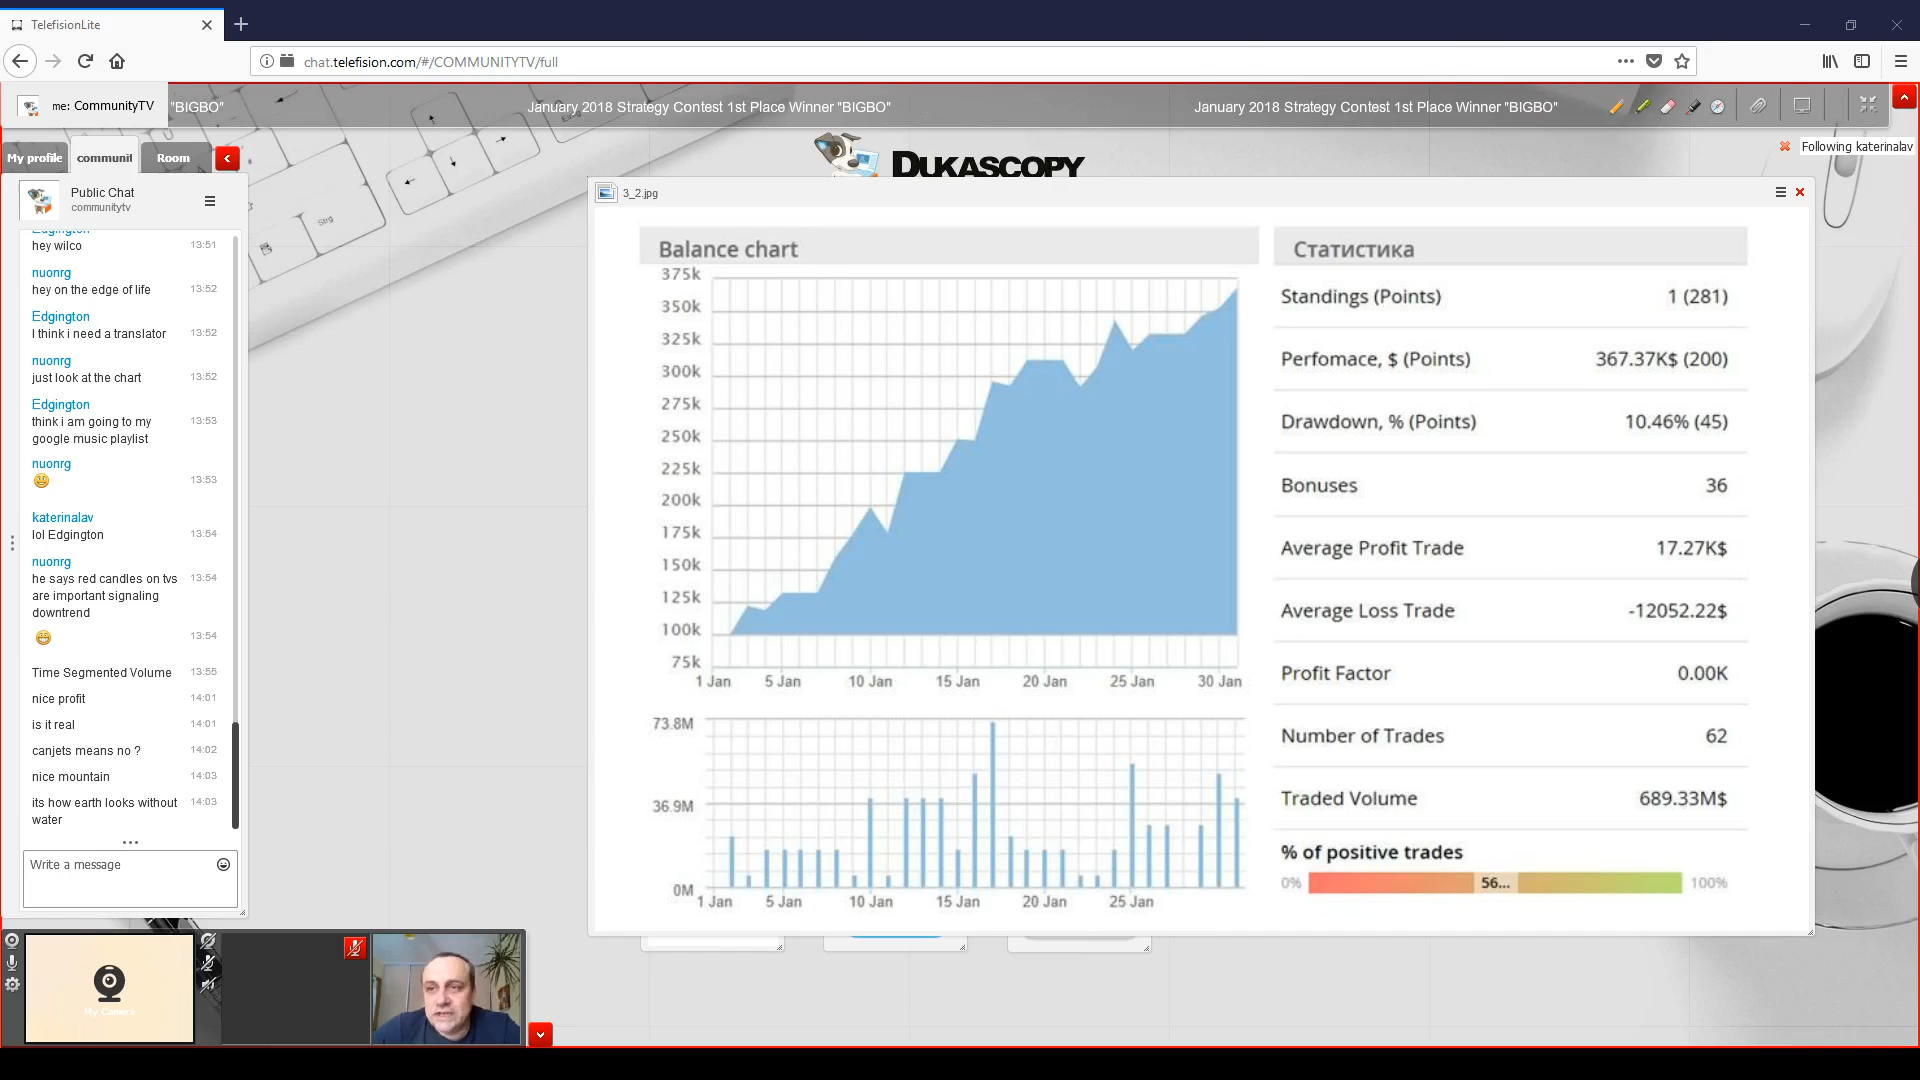 TelefisionLite
chat.telefision.com/#/COMMUNITYTV/full
me: CommunityTV
"BIGBO"
January 2018 Strategy Contest 1st Place Winner "BIGBO"
January 2018 Strategy Contest 1st Place Winner "BIGBO"
My profile
communit
Room
Following katerinalav
DUKASCOPY
Public Chat
communitytv
Edgington
hey wilco 13:51
nuonrg
hey on the edge of life 13:52
Edgington
I think i need a translator 13:52
nuonrg
just look at the chart 13:52
Edgington
think i am going to my 13:53
google music playlist
nuonrg
13:53
katerinalav
lol Edgington 13:54
nuonrg
he says red candles on tvs 13:54
are important signaling
downtrend
13:54
Time Segmented Volume 13:55
nice profit 14:01
is it real 14:01
canjets means no ? 14:02
nice mountain 14:03
its how earth looks without 14:03
water
Write a message
My Camera
Strg
3_2.jpg
Balance chart
375k
350k
325k
300k
275k
250k
225k
200k
175k
150k
125k
100k
75k
1 Jan 5 Jan 10 Jan 15 Jan 20 Jan 25 Jan 30 Jan
73.8M
36.9M
0M
1 Jan 5 Jan 10 Jan 15 Jan 20 Jan 25 Jan
Статистика
Standings (Points) 1 (281)
Perfomace, $ (Points) 367.37K$ (200)
Drawdown, % (Points) 10.46% (45)
Bonuses 36
Average Profit Trade 17.27K$
Average Loss Trade -12052.22$
Profit Factor 0.00K
Number of Trades 62
Traded Volume 689.33M$
% of positive trades
0% 56... 100%